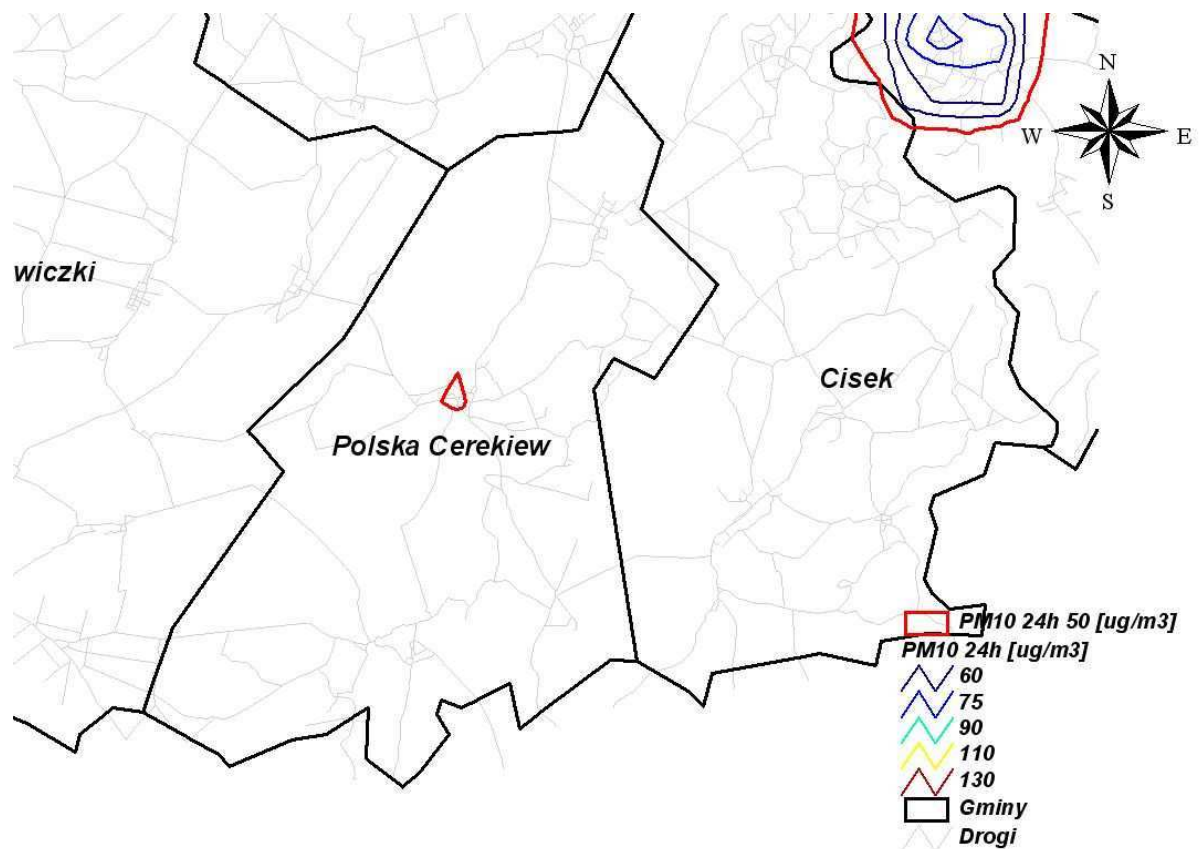 N
W
E
S
wiczki
Cisek
Polska Cerekiew
PM10 24h 50 [ug/m3]
PM10 24h [ug/m3]
60
75
90
110
130
Gminy
Drogi